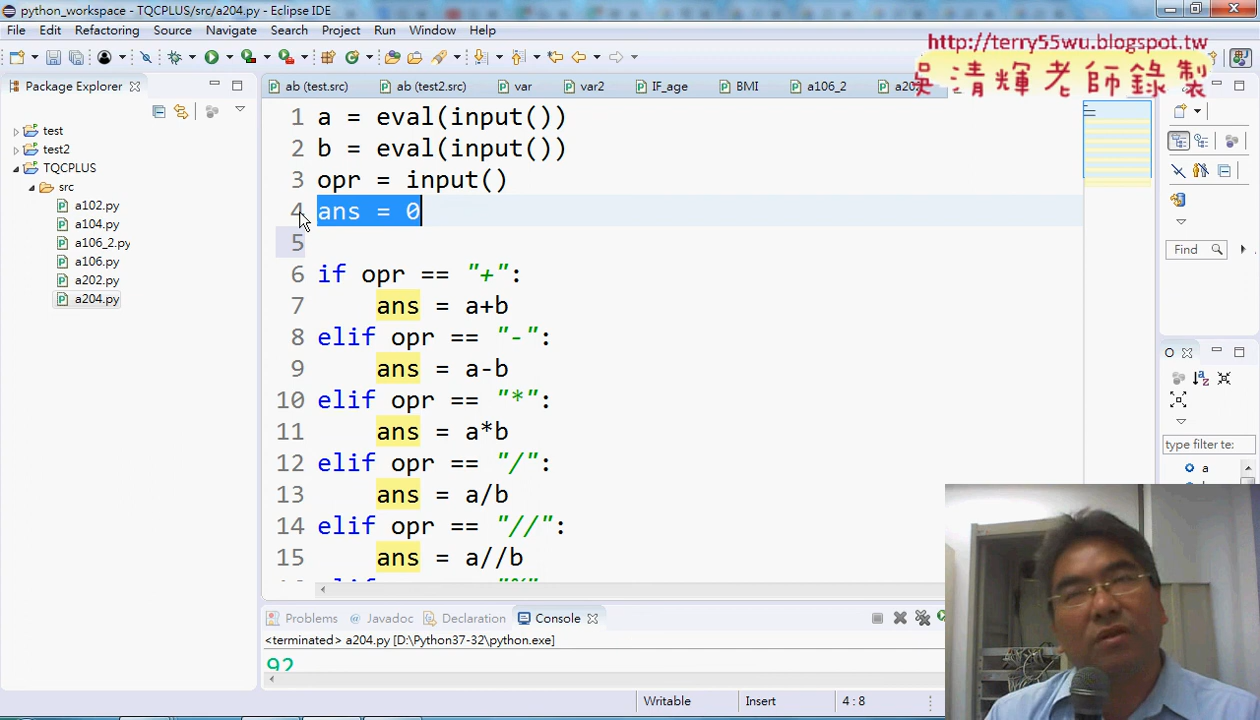 python_workspace - TQCPLUS/src/a204.py - Eclipse IDE
File Edit Refactoring Source Navigate Search Project Run Window Help
http://terry55wu.blogspot.tw
吳清輝老師錄製
Package Explorer
ab (test.src) ab (test2.src) var var2 IF_age BMI a106_2 a20
test
test2
TQCPLUS
src
a102.py
a104.py
a106_2.py
a106.py
a202.py
a204.py
1 a = eval(input())
2 b = eval(input())
3 opr = input()
4 ans = 0
5
6 if opr == "+":
7 ans = a+b
8 elif opr == "-":
9 ans = a-b
10 elif opr == "*":
11 ans = a*b
12 elif opr == "/":
13 ans = a/b
14 elif opr == "//":
15 ans = a//b
Find
O
type filter te:
a
Problems Javadoc Declaration Console
<terminated> a204.py [D:\Python37-32\python.exe]
92
Writable Insert 4:8